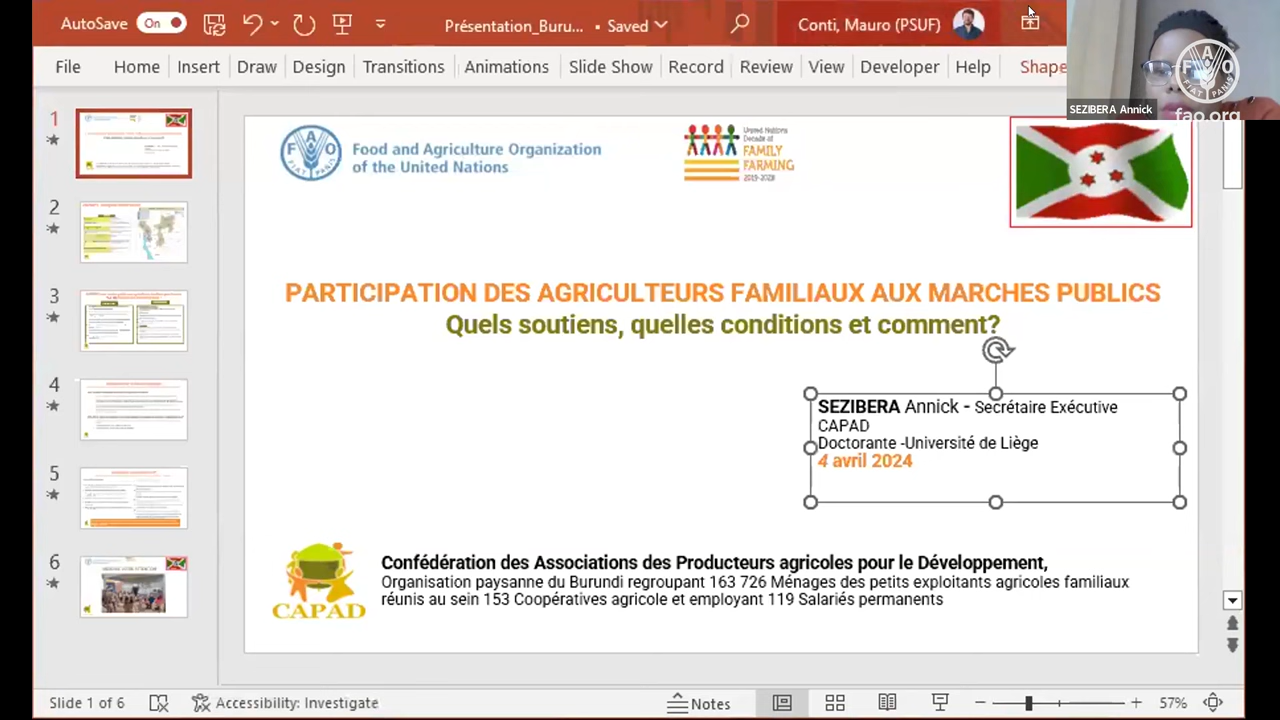 AutoSave On Présentation_Buru... • Saved Conti, Mauro (PSUF)
File Home Insert Draw Design Transitions Animations Slide Show Record Review View Developer Help Shape
SEZIBERA Annick
FAO
FIAT PANIS
fao.org
1
2
3
4
5
6
FAO
FIAT PANIS
Food and Agriculture Organization
of the United Nations
United Nations
Decade of
FAMILY
FARMING
2019-2028
PARTICIPATION DES AGRICULTEURS FAMILIAUX AUX MARCHES PUBLICS
Quels soutiens, quelles conditions et comment?
SEZIBERA Annick - Secrétaire Exécutive
CAPAD
Doctorante -Université de Liège
4 avril 2024
CAPAD
Confédération des Associations des Producteurs agricoles pour le Développement,
Organisation paysanne du Burundi regroupant 163 726 Ménages des petits exploitants agricoles familiaux
réunis au sein 153 Coopératives agricole et employant 119 Salariés permanents
Slide 1 of 6 Accessibility: Investigate Notes 57%